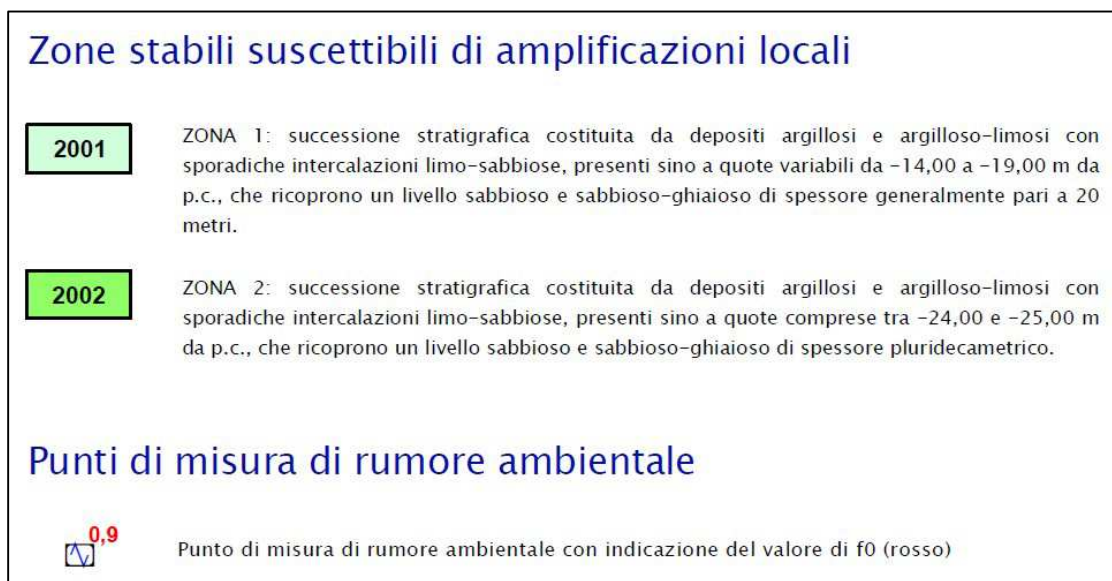 Zone stabili suscettibili di amplificazioni locali
2001
ZONA 1: successione stratigrafica costituita da depositi argillosi e argilloso-limosi con
sporadiche intercalazioni limo-sabbiose, presenti sino a quote variabili da -14,00 a -19,00 m da
p.c., che ricoprono un livello sabbioso e sabbioso-ghiaioso di spessore generalmente pari a 20
metri.
2002
ZONA 2: successione stratigrafica costituita da depositi argillosi e argilloso-limosi con
sporadiche intercalazioni limo-sabbiose, presenti sino a quote comprese tra -24,00 e -25,00 m
da p.c., che ricoprono un livello sabbioso e sabbioso-ghiaioso di spessore pluridecametrico.
Punti di misura di rumore ambientale
0,9
Punto di misura di rumore ambientale con indicazione del valore di f0 (rosso)